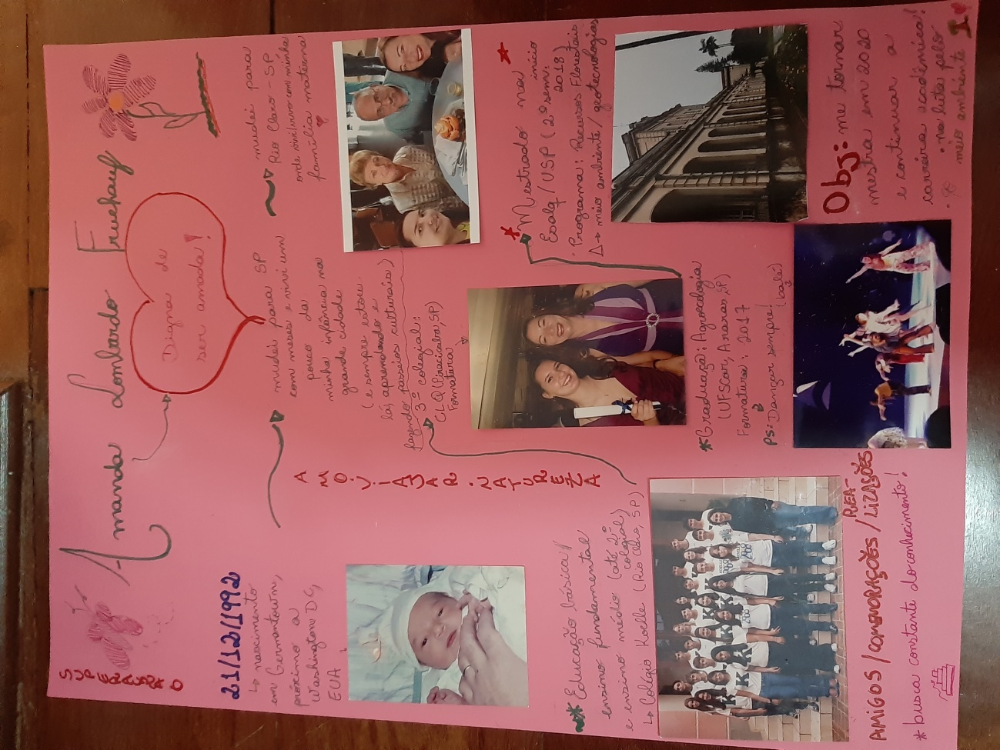 SUPERAÇÃO
Amanda Lombardo Fruehauf
Digna de
ser amada!
21/12/1992
↳ nascimento
em Germantown,
próximo a
Washington DC,
EUA
mudei para SP
com meses e vivi um
pouco da
minha infância na
grande cidade
(e sempre estou
lá, aprendendo e
fazendo passeios culturais)
mudei para
Rio Claro - SP
onde vivi/vivo com minha
família materna
AMO VIAJAR NATUREZA
* Educação básica:
ensino fundamental
e ensino médio (até 2º
colegial)
↳ Colégio Koelle (Rio Claro, SP)
3º colegial:
CLQ (Piracicaba, SP)
Formatura
* Graduação: Agroecologia
(UFSCar, Araras, SP)
Formatura: 2017
PS: Dançar sempre!
(balé)
* Mestrado na *
Esalq/USP (2º sem.
início
2018)
• Programa: Recursos Florestais
△→ meio ambiente/geotecnologias
Obj: me tornar
mestra em 2020
e continuar a
carreira acadêmica!
• na luta pelo
meio ambiente
AMIGOS/COMEMORAÇÕES/REALIZAÇÕES
* busca constante do conhecimento!